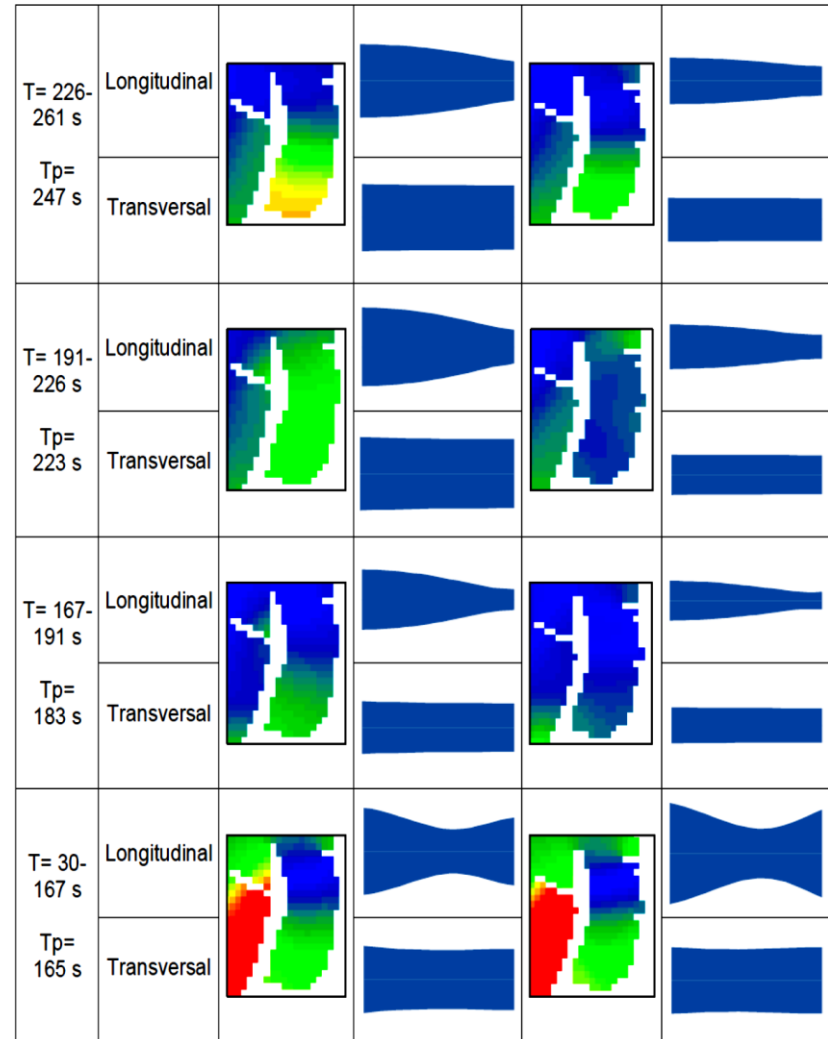 T= 226-
261 s
Tp=
247 s
Longitudinal
Transversal
T= 191-
226 s
Tp=
223 s
Longitudinal
Transversal
T= 167-
191 s
Tp=
183 s
Longitudinal
Transversal
T= 30-
167 s
Tp=
165 s
Longitudinal
Transversal